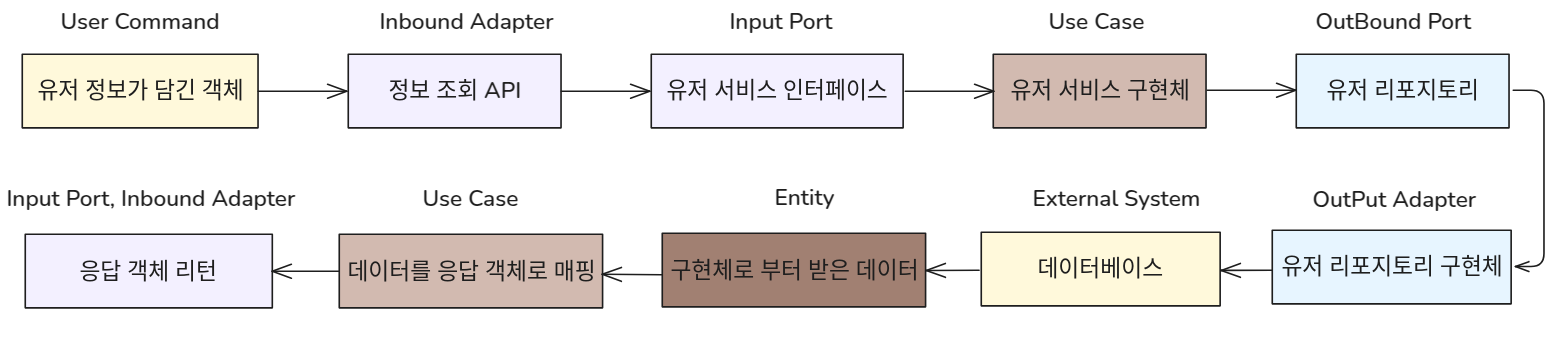 User Command
Inbound Adapter
Input Port
Use Case
OutBound Port
유저 정보가 담긴 객체
정보 조회 API
유저 서비스 인터페이스
유저 서비스 구현체
유저 리포지토리
Input Port, Inbound Adapter
Use Case
Entity
External System
OutPut Adapter
응답 객체 리턴
데이터를 응답 객체로 매핑
구현체로 부터 받은 데이터
데이터베이스
유저 리포지토리 구현체